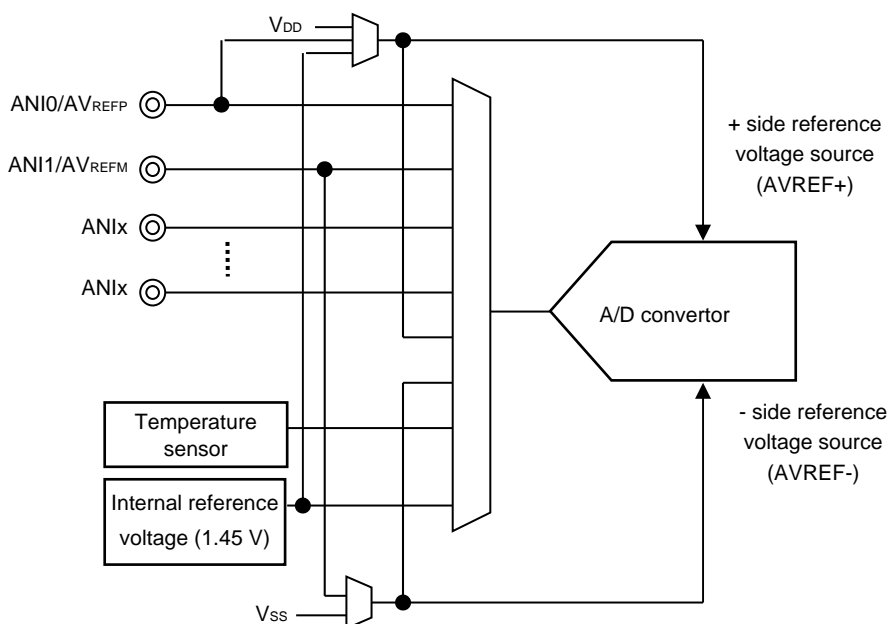 VDD
ANI0/AVREFP
ANI1/AVREFM
ANIx
ANIx
+ side reference
voltage source
(AVREF+)
A/D convertor
Temperature
sensor
Internal reference
voltage (1.45 V)
- side reference
voltage source
(AVREF-)
VSS